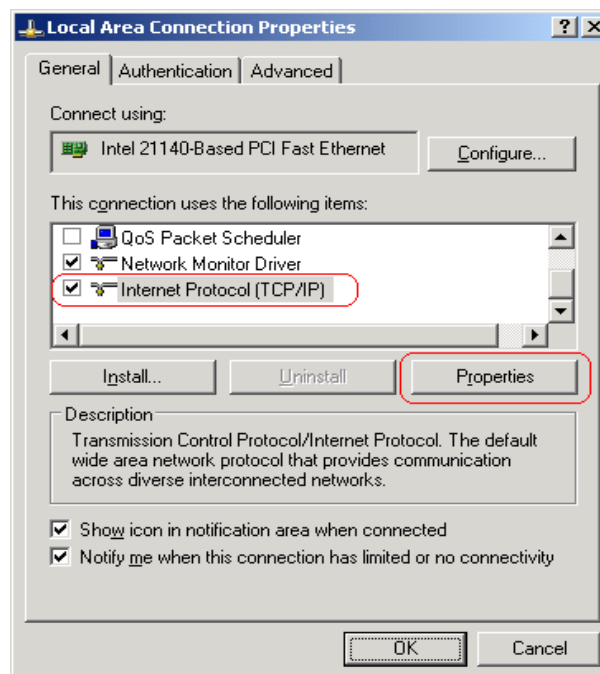 Local Area Connection Properties
General
Authentication
Advanced
Connect using:
Intel 21140-Based PCI Fast Ethernet
Configure...
This connection uses the following items:
QoS Packet Scheduler
Network Monitor Driver
Internet Protocol (TCP/IP)
Install...
Uninstall
Properties
Description
Transmission Control Protocol/Internet Protocol. The default
wide area network protocol that provides communication
across diverse interconnected networks.
Show icon in notification area when connected
Notify me when this connection has limited or no connectivity
OK
Cancel